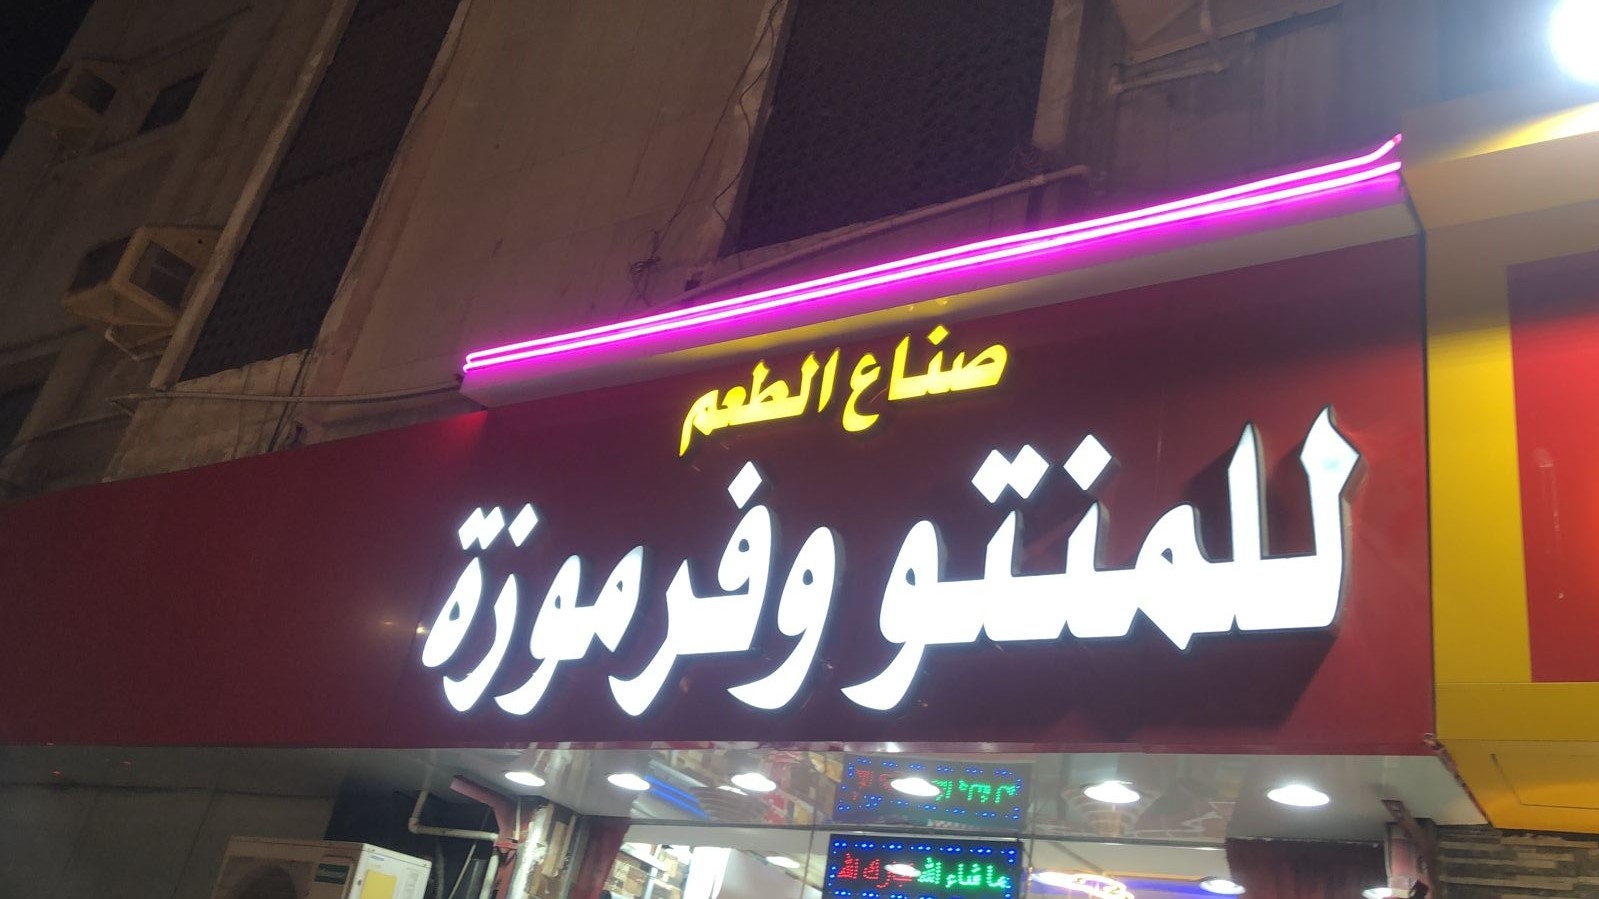 صناع الطعم
للمنتو وفرموزة
ما شاء الله تبارك الله